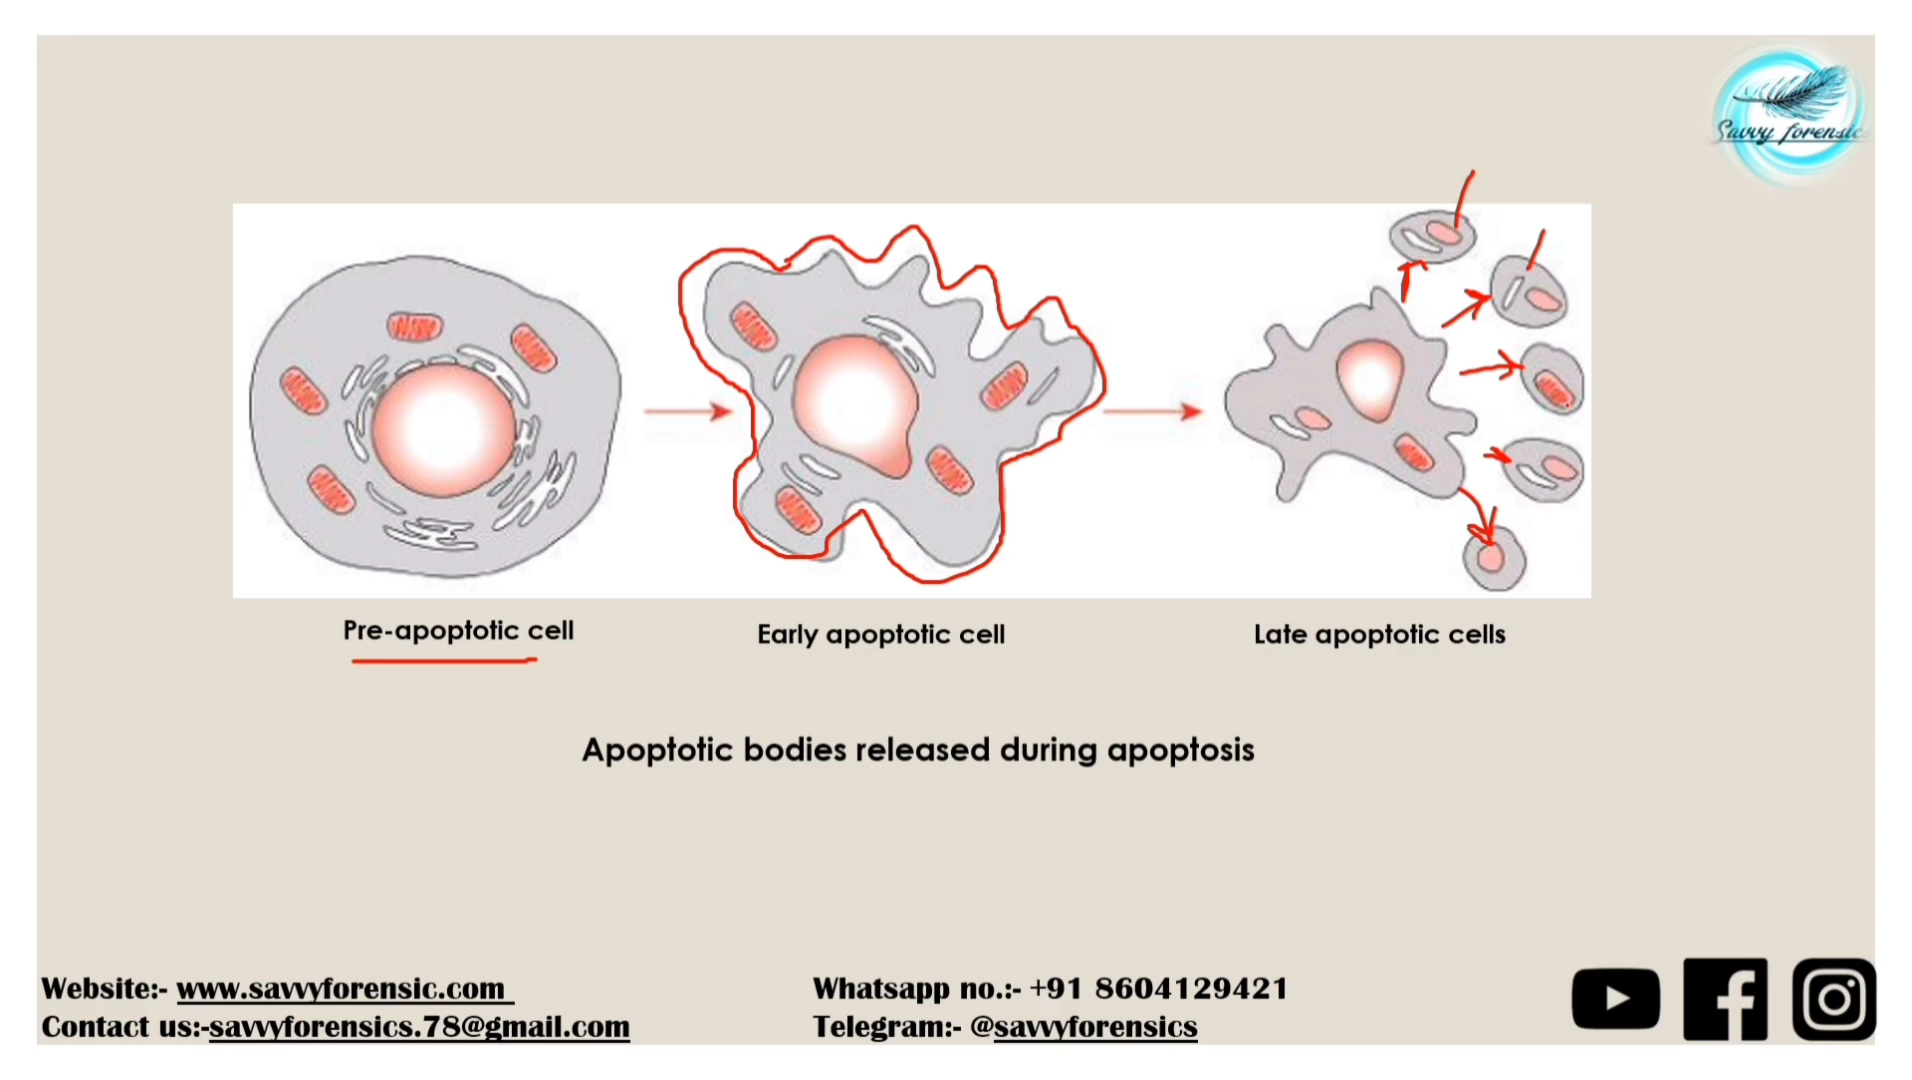 Savvy forensics
Pre-apoptotic cell
Early apoptotic cell
Late apoptotic cells
Apoptotic bodies released during apoptosis
Website:- www.savvyforensic.com
Contact us:-savvyforensics.78@gmail.com
Whatsapp no.:- +91 8604129421
Telegram:- @savvyforensics